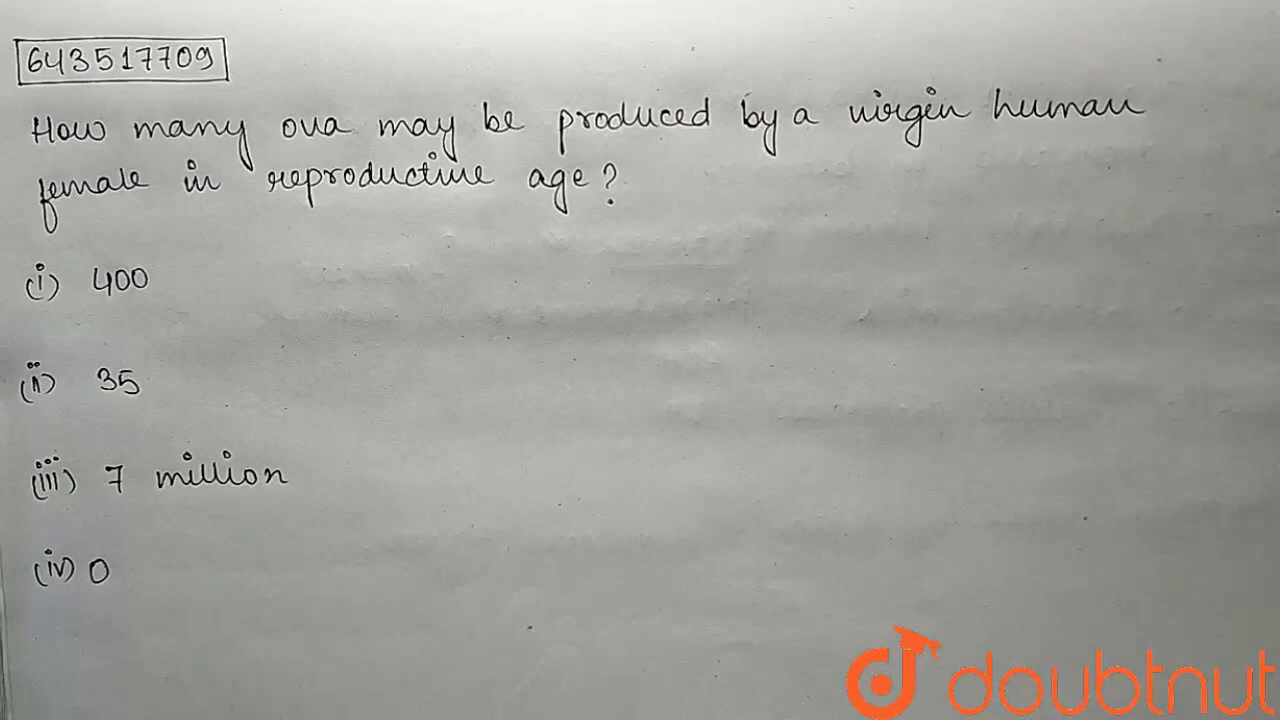 643517709
How many ova may be produced by a virgin human
female in reproductive age?
(i) 400
(ii) 35
(iii) 7 million
(iv) 0
doubtnut